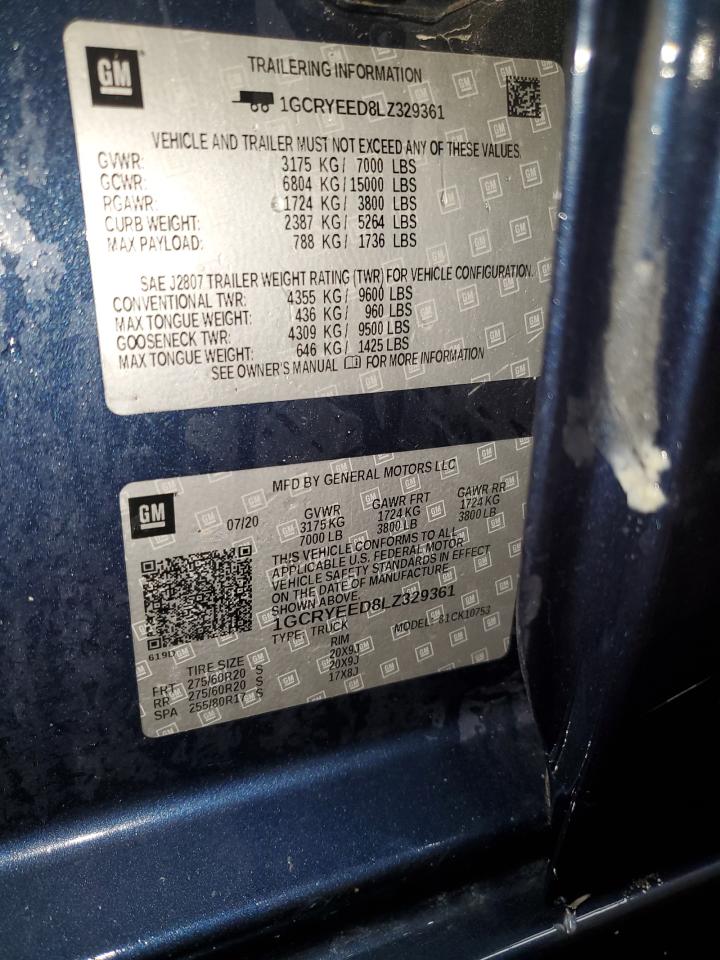 GM
TRAILERING INFORMATION
1GCRYEED8LZ329361
VEHICLE AND TRAILER MUST NOT EXCEED ANY OF THESE VALUES.
GVWR: 3175 KG / 7000 LBS
GCWR: 6804 KG / 15000 LBS
RGAWR: 1724 KG / 3800 LBS
CURB WEIGHT: 2387 KG / 5264 LBS
MAX PAYLOAD: 788 KG / 1736 LBS
SAE J2807 TRAILER WEIGHT RATING (TWR) FOR VEHICLE CONFIGURATION.
CONVENTIONAL TWR: 4355 KG / 9600 LBS
MAX TONGUE WEIGHT: 436 KG / 960 LBS
GOOSENECK TWR: 4309 KG / 9500 LBS
MAX TONGUE WEIGHT: 646 KG / 1425 LBS
SEE OWNER'S MANUAL FOR MORE INFORMATION
GM
MFD BY GENERAL MOTORS LLC
07/20 GVWR GAWR FRT GAWR RR
3175 KG 1724 KG 1724 KG
7000 LB 3800 LB 3800 LB
THIS VEHICLE CONFORMS TO ALL
APPLICABLE U.S. FEDERAL MOTOR
VEHICLE SAFETY STANDARDS IN EFFECT
ON THE DATE OF MANUFACTURE
SHOWN ABOVE.
1GCRYEED8LZ329361
TYPE: TRUCK MODEL: 81CK10753
619D
TIRE SIZE RIM
FRT 275/60R20 S 20X9J
RR 275/60R20 S 20X9J
SPA 255/80R17 S 17X8J